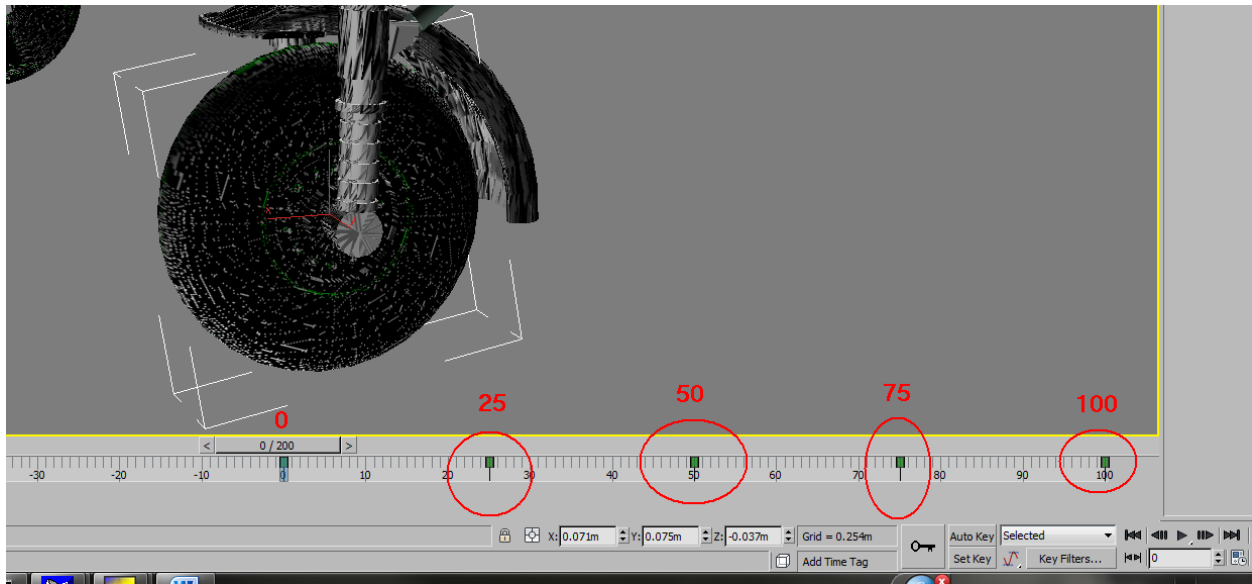 0
25
50
75
100
< 0 / 200 >
-30 -20 -10 0 10 20 30 40 50 60 70 80 90 100
X: 0.071m Y: 0.075m Z: -0.037m Grid = 0.254m Auto Key Selected
Add Time Tag Set Key Key Filters... 0